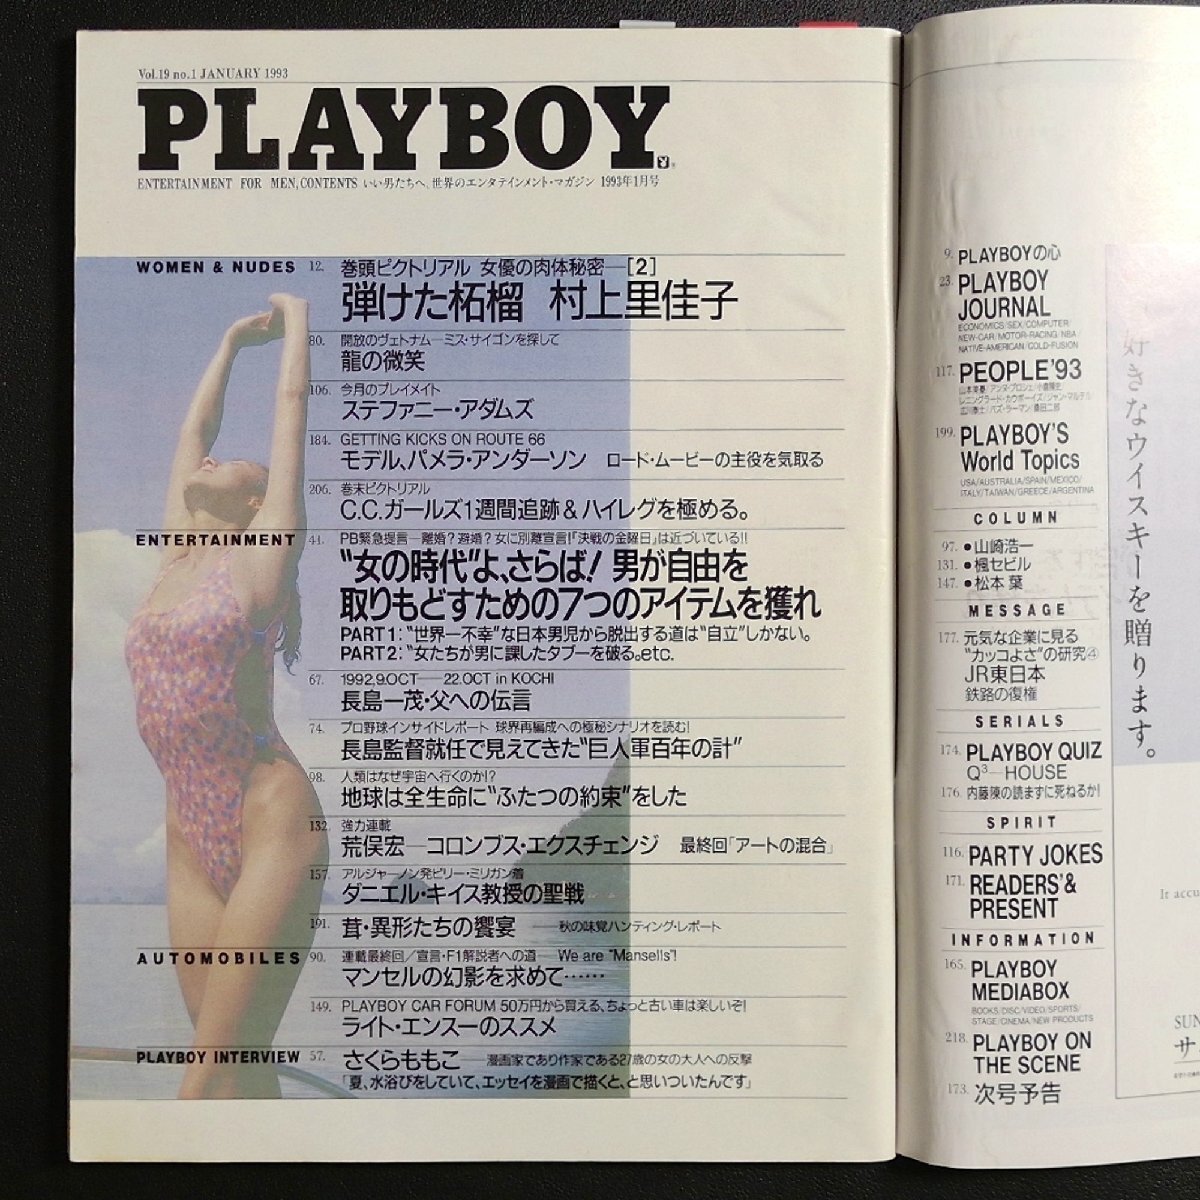 Vol.19 no.1 JANUARY 1993
PLAYBOY
ENTERTAINMENT FOR MEN, CONTENTS いい男たちへ、世界のエンタテインメント・マガジン 1993年1月号
WOMEN & NUDES
12. 巻頭ピクトリアル 女優の肉体秘密—[2]
弾けた柘榴 村上里佳子
80. 開放のヴェトナム—ミス・サイゴンを探して
龍の微笑
106. 今月のプレイメイト
ステファニー・アダムズ
184. GETTING KICKS ON ROUTE 66
モデル、パメラ・アンダーソン ロード・ムービーの主役を気取る
206. 巻末ピクトリアル
C.C.ガールズ1週間追跡&ハイレグを極める。
ENTERTAINMENT
44. PB緊急提言—離婚?避婚?女に別離宣言!「決戦の金曜日」は近づいている!!
“女の時代”よ、さらば! 男が自由を
取りもどすための7つのアイテムを獲れ
PART1:“世界一不幸”な日本男児から脱出する道は“自立”しかない。
PART2:“女たちが男に課したタブーを破る。etc.
67. 1992.9.OCT—22.OCT in KOCHI
長島一茂・父への伝言
74. プロ野球インサイドレポート 球界再編成への極秘シナリオを読む!
長島監督就任で見えてきた“巨人軍百年の計”
98. 人類はなぜ宇宙へ行くのか!?
地球は全生命に“ふたつの約束”をした
132. 強力連載
荒俣宏—コロンブス・エクスチェンジ 最終回「アートの混合」
157. アルジャーノン発ビリー・ミリガン着
ダニエル・キイス教授の聖戦
191. 茸・異形たちの饗宴 —秋の味覚ハンティング・レポート
AUTOMOBILES
90. 連載最終回/宣言・F1解説者への道—We are “Mansells”!
マンセルの幻影を求めて……
149. PLAYBOY CAR FORUM 50万円から買える、ちょっと古い車は楽しいぞ!
ライト・エンスーのススメ
PLAYBOY INTERVIEW
57. さくらももこ—漫画家であり作家である27歳の女の大人への反撃
「夏、水浴びをしていて、エッセイを漫画で描くと、と思いついたんです」
9. PLAYBOYの心
23. PLAYBOY
JOURNAL
ECONOMICS/SEX/COMPUTER/
NEW-CAR/MOTOR-RACING/NBA/
NATIVE-AMERICAN/COLD-FUSION
117. PEOPLE'93
レニングラード・カウボーイズ/ジャン・マルテル/
199. PLAYBOY'S
World Topics
USA/AUSTRALIA/SPAIN/MEXICO/
ITALY/TAIWAN/GREECE/ARGENTINA
COLUMN
97. ●山崎浩一
131. ●楓セビル
147. ●松本 葉
MESSAGE
177. 元気な企業に見る
“カッコよさ”の研究④
JR東日本
鉄路の復権
SERIALS
174. PLAYBOY QUIZ
Q³—HOUSE
176. 内藤陳の読まずに死ねるか!
SPIRIT
116. PARTY JOKES
171. READERS'&
PRESENT
INFORMATION
165. PLAYBOY
MEDIABOX
BOOKS/DISC/VIDEO/SPORTS/
STAGE/CINEMA/NEW PRODUCTS
218. PLAYBOY ON
THE SCENE
173. 次号予告
好きなウイスキーを贈ります。
It accu
SUN
サ